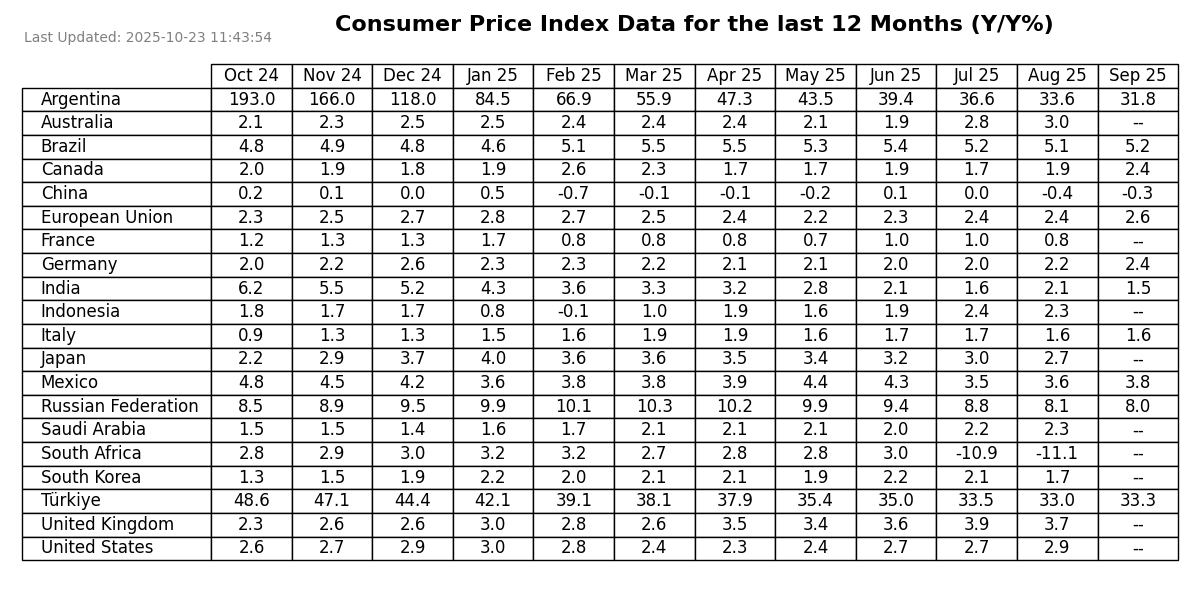 Consumer Price Index Data for the last 12 Months (Y/Y%)
Last Updated: 2025-10-23 11:43:54
Oct 24 Nov 24 Dec 24 Jan 25 Feb 25 Mar 25 Apr 25 May 25 Jun 25 Jul 25 Aug 25 Sep 25
Argentina 193.0 166.0 118.0 84.5 66.9 55.9 47.3 43.5 39.4 36.6 33.6 31.8
Australia 2.1 2.3 2.5 2.5 2.4 2.4 2.4 2.1 1.9 2.8 3.0 --
Brazil 4.8 4.9 4.8 4.6 5.1 5.5 5.5 5.3 5.4 5.2 5.1 5.2
Canada 2.0 1.9 1.8 1.9 2.6 2.3 1.7 1.7 1.9 1.7 1.9 2.4
China 0.2 0.1 0.0 0.5 -0.7 -0.1 -0.1 -0.2 0.1 0.0 -0.4 -0.3
European Union 2.3 2.5 2.7 2.8 2.7 2.5 2.4 2.2 2.3 2.4 2.4 2.6
France 1.2 1.3 1.3 1.7 0.8 0.8 0.8 0.7 1.0 1.0 0.8 --
Germany 2.0 2.2 2.6 2.3 2.3 2.2 2.1 2.1 2.0 2.0 2.2 2.4
India 6.2 5.5 5.2 4.3 3.6 3.3 3.2 2.8 2.1 1.6 2.1 1.5
Indonesia 1.8 1.7 1.7 0.8 -0.1 1.0 1.9 1.6 1.9 2.4 2.3 --
Italy 0.9 1.3 1.3 1.5 1.6 1.9 1.9 1.6 1.7 1.7 1.6 1.6
Japan 2.2 2.9 3.7 4.0 3.6 3.6 3.5 3.4 3.2 3.0 2.7 --
Mexico 4.8 4.5 4.2 3.6 3.8 3.8 3.9 4.4 4.3 3.5 3.6 3.8
Russian Federation 8.5 8.9 9.5 9.9 10.1 10.3 10.2 9.9 9.4 8.8 8.1 8.0
Saudi Arabia 1.5 1.5 1.4 1.6 1.7 2.1 2.1 2.1 2.0 2.2 2.3 --
South Africa 2.8 2.9 3.0 3.2 3.2 2.7 2.8 2.8 3.0 -10.9 -11.1 --
South Korea 1.3 1.5 1.9 2.2 2.0 2.1 2.1 1.9 2.2 2.1 1.7 --
Türkiye 48.6 47.1 44.4 42.1 39.1 38.1 37.9 35.4 35.0 33.5 33.0 33.3
United Kingdom 2.3 2.6 2.6 3.0 2.8 2.6 3.5 3.4 3.6 3.9 3.7 --
United States 2.6 2.7 2.9 3.0 2.8 2.4 2.3 2.4 2.7 2.7 2.9 --